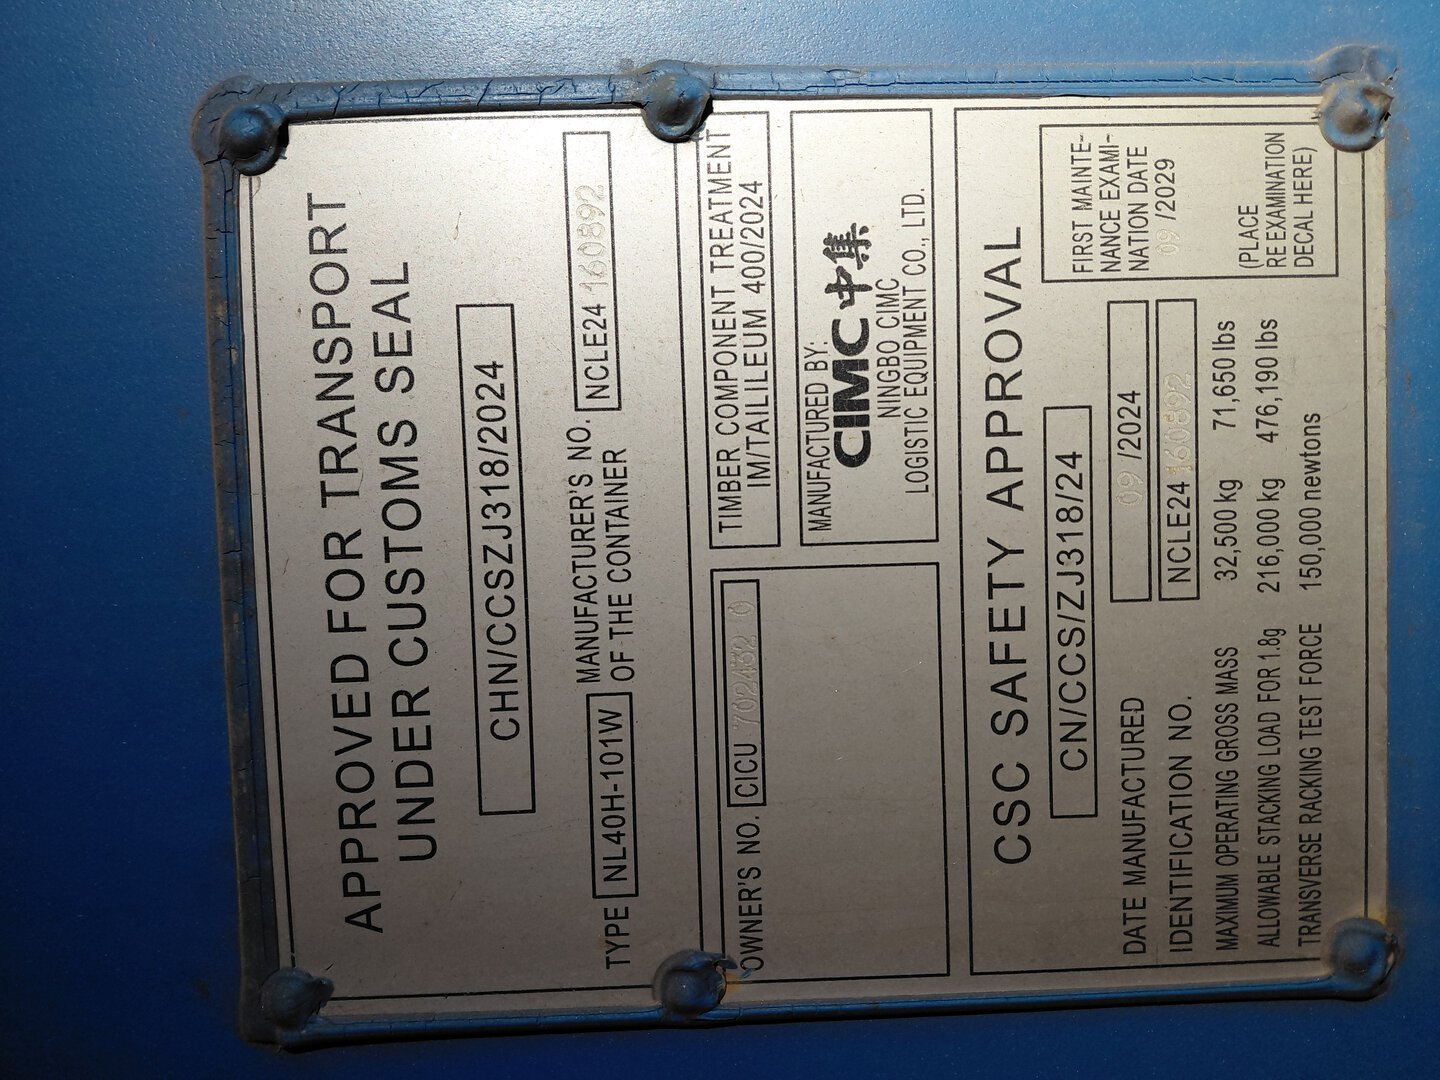 APPROVED FOR TRANSPORT
UNDER CUSTOMS SEAL
CHN/CCSZJ318/2024
TYPE NL40H-101W MANUFACTURER'S NO. OF THE CONTAINER NCLE24 160892
TIMBER COMPONENT TREATMENT
IM/TAILILEUM 400/2024
OWNER'S NO. CICU 702432 0
MANUFACTURED BY:
CIMC 中集
NINGBO CIMC
LOGISTIC EQUIPMENT CO., LTD.
CSC SAFETY APPROVAL
CN/CCS/ZJ318/24
DATE MANUFACTURED 09 /2024
IDENTIFICATION NO. NCLE24 160892
MAXIMUM OPERATING GROSS MASS 32,500 kg 71,650 lbs
ALLOWABLE STACKING LOAD FOR 1.8g 216,000 kg 476,190 lbs
TRANSVERSE RACKING TEST FORCE 150,000 newtons
FIRST MAINTE-
NANCE EXAMI-
NATION DATE
09 /2029
(PLACE
RE EXAMINATION
DECAL HERE)